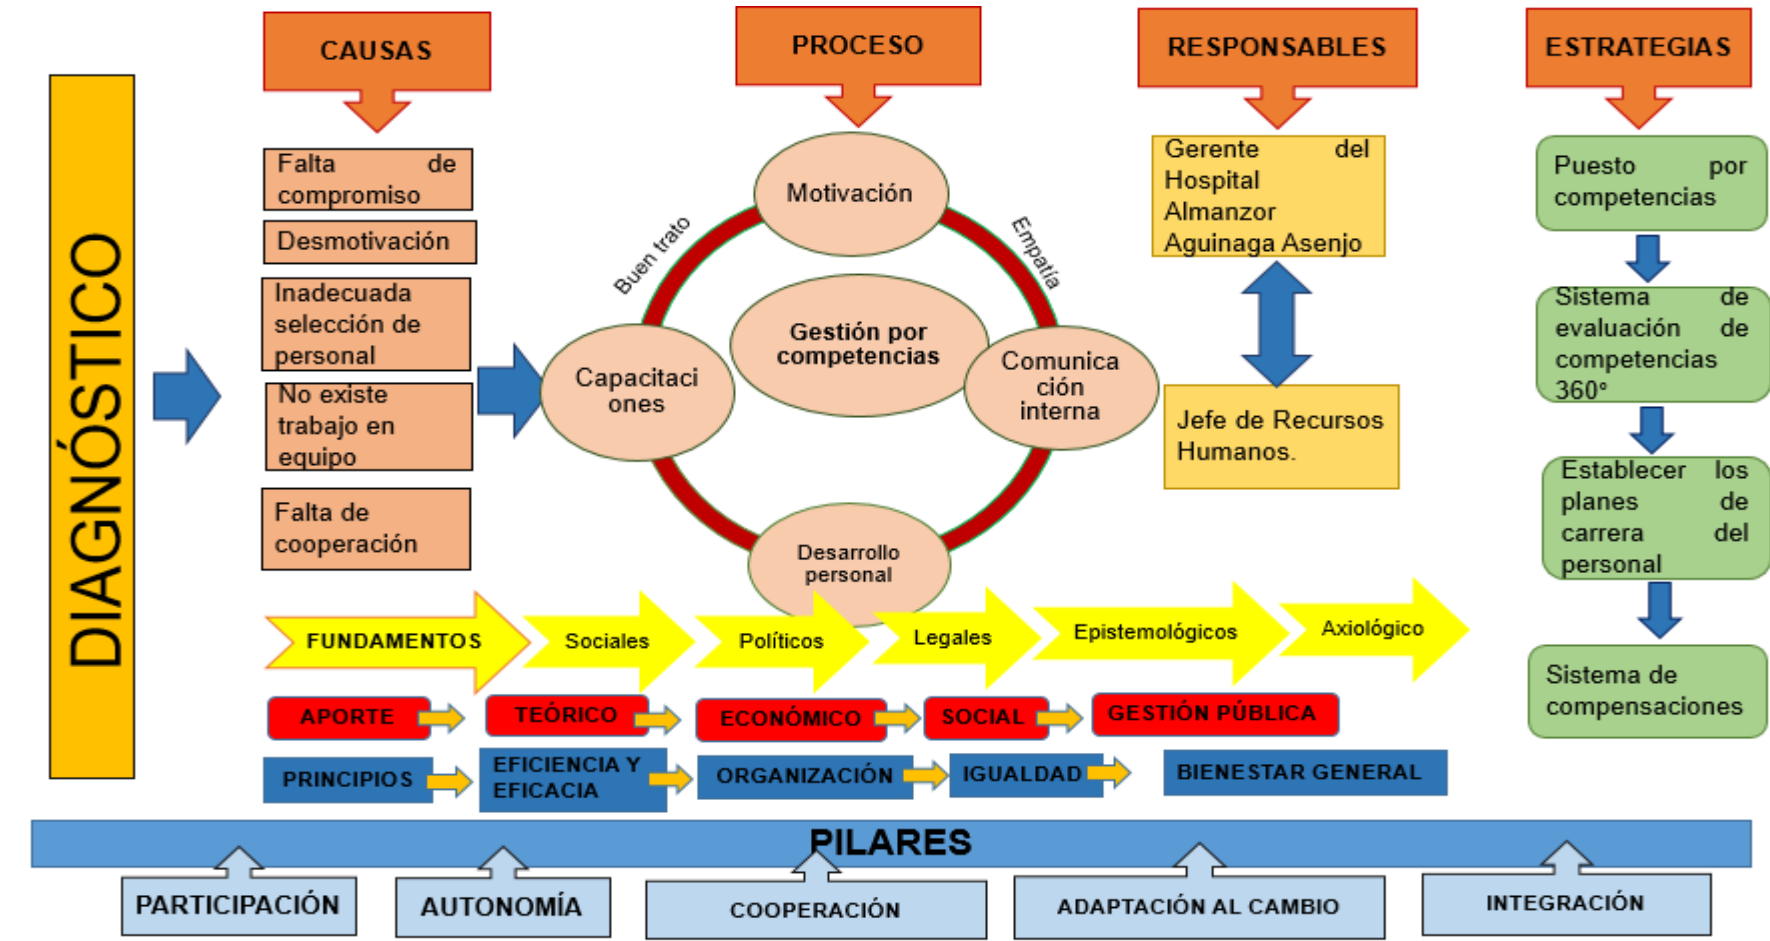 DIAGNÓSTICO
CAUSAS
Falta de
compromiso
Desmotivación
Inadecuada
selección de
personal
No existe
trabajo en
equipo
Falta de
cooperación
PROCESO
Motivación
Buen trato
Empatía
Gestión por
competencias
Capacitaci
ones
Comunica
ción
interna
Desarrollo
personal
RESPONSABLES
Gerente del
Hospital
Almanzor
Aguinaga Asenjo
Jefe de Recursos
Humanos.
ESTRATEGIAS
Puesto por
competencias
Sistema de
evaluación de
competencias
360°
Establecer los
planes de
carrera del
personal
Sistema de
compensaciones
FUNDAMENTOS
Sociales
Políticos
Legales
Epistemológicos
Axiológico
APORTE
TEÓRICO
ECONÓMICO
SOCIAL
GESTIÓN PÚBLICA
PRINCIPIOS
EFICIENCIA Y
EFICACIA
ORGANIZACIÓN
IGUALDAD
BIENESTAR GENERAL
PILARES
PARTICIPACIÓN
AUTONOMÍA
COOPERACIÓN
ADAPTACIÓN AL CAMBIO
INTEGRACIÓN